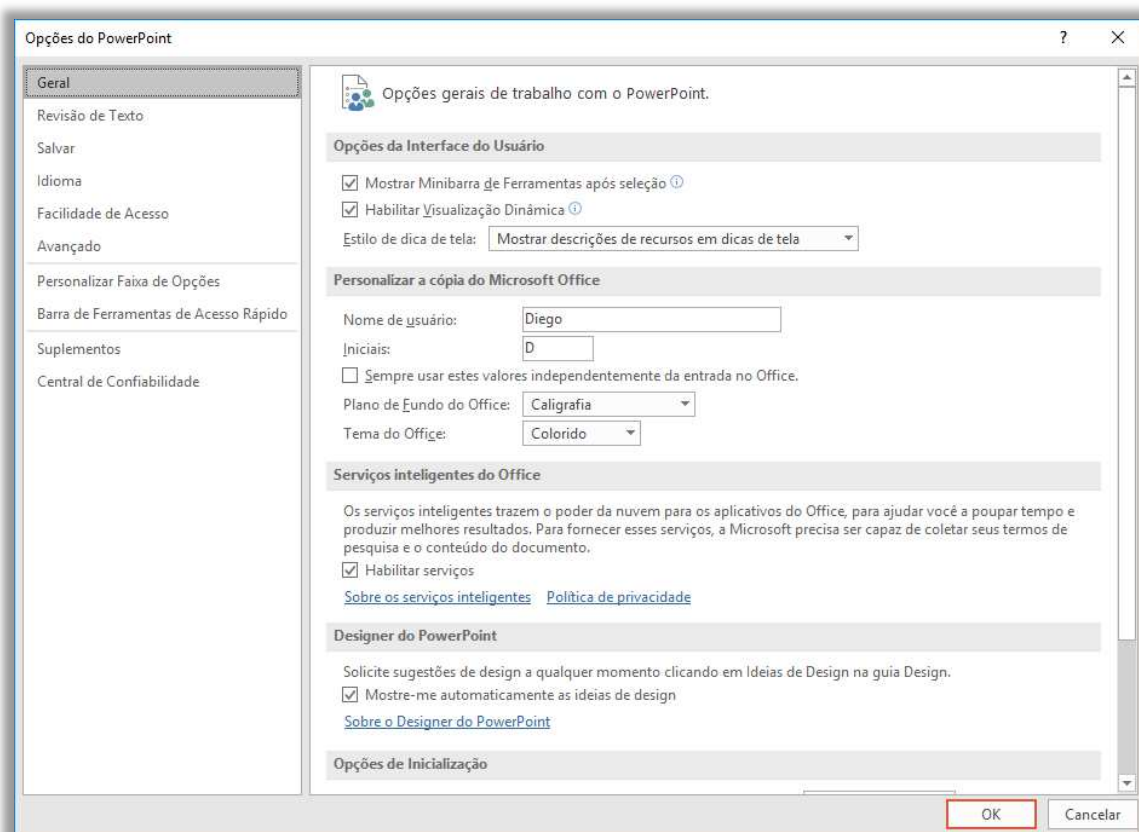 Opções do PowerPoint
?
Geral
Revisão de Texto
Salvar
Idioma
Facilidade de Acesso
Avançado
Personalizar Faixa de Opções
Barra de Ferramentas de Acesso Rápido
Suplementos
Central de Confiabilidade
Opções gerais de trabalho com o PowerPoint.
Opções da Interface do Usuário
Mostrar Minibarra de Ferramentas após seleção
Habilitar Visualização Dinâmica
Estilo de dica de tela: Mostrar descrições de recursos em dicas de tela
Personalizar a cópia do Microsoft Office
Nome de usuário: Diego
Iniciais: D
Sempre usar estes valores independentemente da entrada no Office.
Plano de Fundo do Office: Caligrafia
Tema do Office: Colorido
Serviços inteligentes do Office
Os serviços inteligentes trazem o poder da nuvem para os aplicativos do Office, para ajudar você a poupar tempo e
produzir melhores resultados. Para fornecer esses serviços, a Microsoft precisa ser capaz de coletar seus termos de
pesquisa e o conteúdo do documento.
Habilitar serviços
Sobre os serviços inteligentes Política de privacidade
Designer do PowerPoint
Solicite sugestões de design a qualquer momento clicando em Ideias de Design na guia Design.
Mostre-me automaticamente as ideias de design
Sobre o Designer do PowerPoint
Opções de Inicialização
OK Cancelar